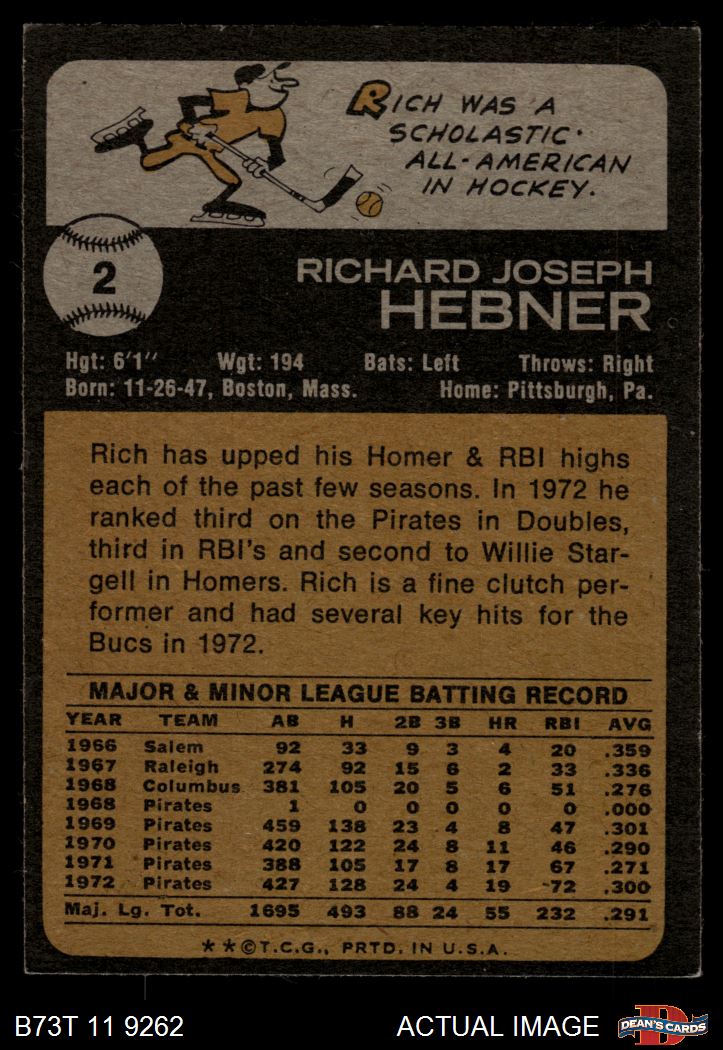 RICH WAS A
SCHOLASTIC
ALL-AMERICAN
IN HOCKEY.
2
RICHARD JOSEPH
HEBNER
Hgt: 6'1" Wgt: 194 Bats: Left Throws: Right
Born: 11-26-47, Boston, Mass. Home: Pittsburgh, Pa.
Rich has upped his Homer & RBI highs
each of the past few seasons. In 1972 he
ranked third on the Pirates in Doubles,
third in RBI's and second to Willie Star-
gell in Homers. Rich is a fine clutch per-
former and had several key hits for the
Bucs in 1972.
MAJOR & MINOR LEAGUE BATTING RECORD
YEAR TEAM AB H 2B 3B HR RBI AVG
1966 Salem 92 33 9 3 4 20 .359
1967 Raleigh 274 92 15 6 2 33 .336
1968 Columbus 381 105 20 5 6 51 .276
1968 Pirates 1 0 0 0 0 0 .000
1969 Pirates 459 138 23 4 8 47 .301
1970 Pirates 420 122 24 8 11 46 .290
1971 Pirates 388 105 17 8 17 67 .271
1972 Pirates 427 128 24 4 19 72 .300
Maj. Lg. Tot. 1695 493 88 24 55 232 .291
**©T.C.G., PRTD. IN U.S.A.
B73T 11 9262 ACTUAL IMAGE D DEAN'S CARDS